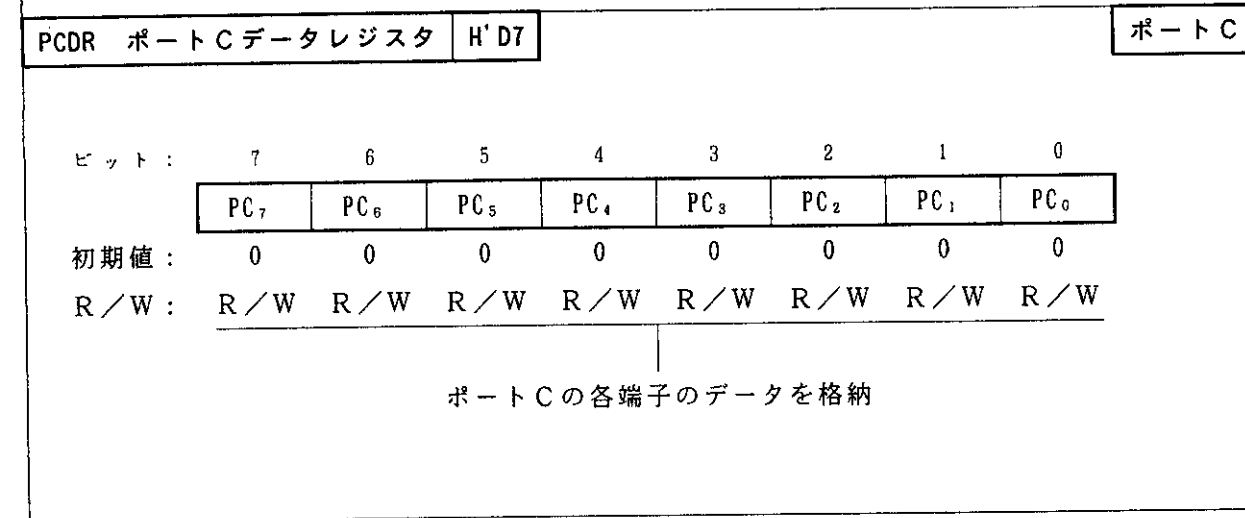 PCDR ポートCデータレジスタ H'D7 ポートC
ビット： 7 6 5 4 3 2 1 0
PC₇ PC₆ PC₅ PC₄ PC₃ PC₂ PC₁ PC₀
初期値： 0 0 0 0 0 0 0 0
R／W： R／W R／W R／W R／W R／W R／W R／W R／W
ポートCの各端子のデータを格納